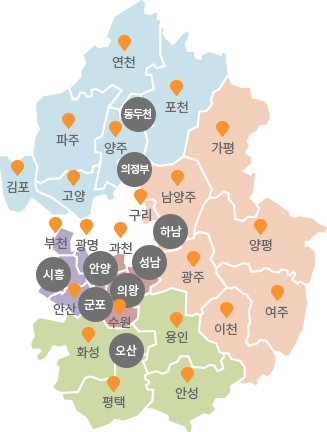 연천
포천
동두천
파주
양주
가평
의정부
김포
고양
남양주
구리
하남
부천
광명
과천
양평
시흥
안양
성남
광주
안산
군포
의왕
수원
여주
이천
화성
오산
용인
평택
안성